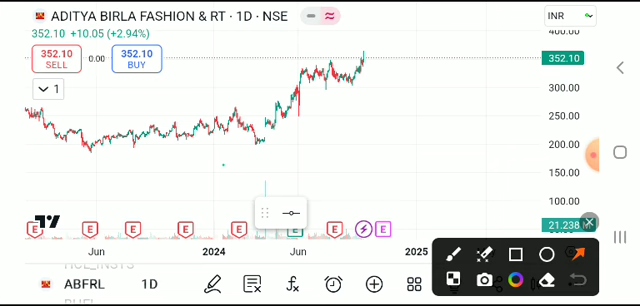 ADITYA BIRLA FASHION & RT · 1D · NSE
INR
352.10 +10.05 (+2.94%)
400.00
352.10
SELL
0.00
352.10
BUY
352.10
1
300.00
250.00
200.00
150.00
100.00
21.238
E E E E E E E E
Jun
2024
Jun
2025
HCL_INSYS
ABFRL 1D